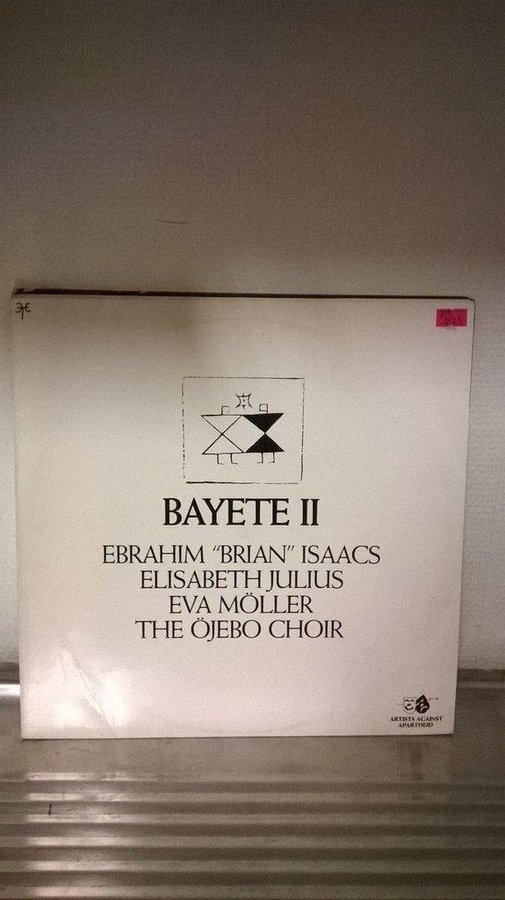 BAYETE II
EBRAHIM "BRIAN" ISAACS
ELISABETH JULIUS
EVA MÖLLER
THE ÖJEBO CHOIR
ARTISTS AGAINST
APARTHEID